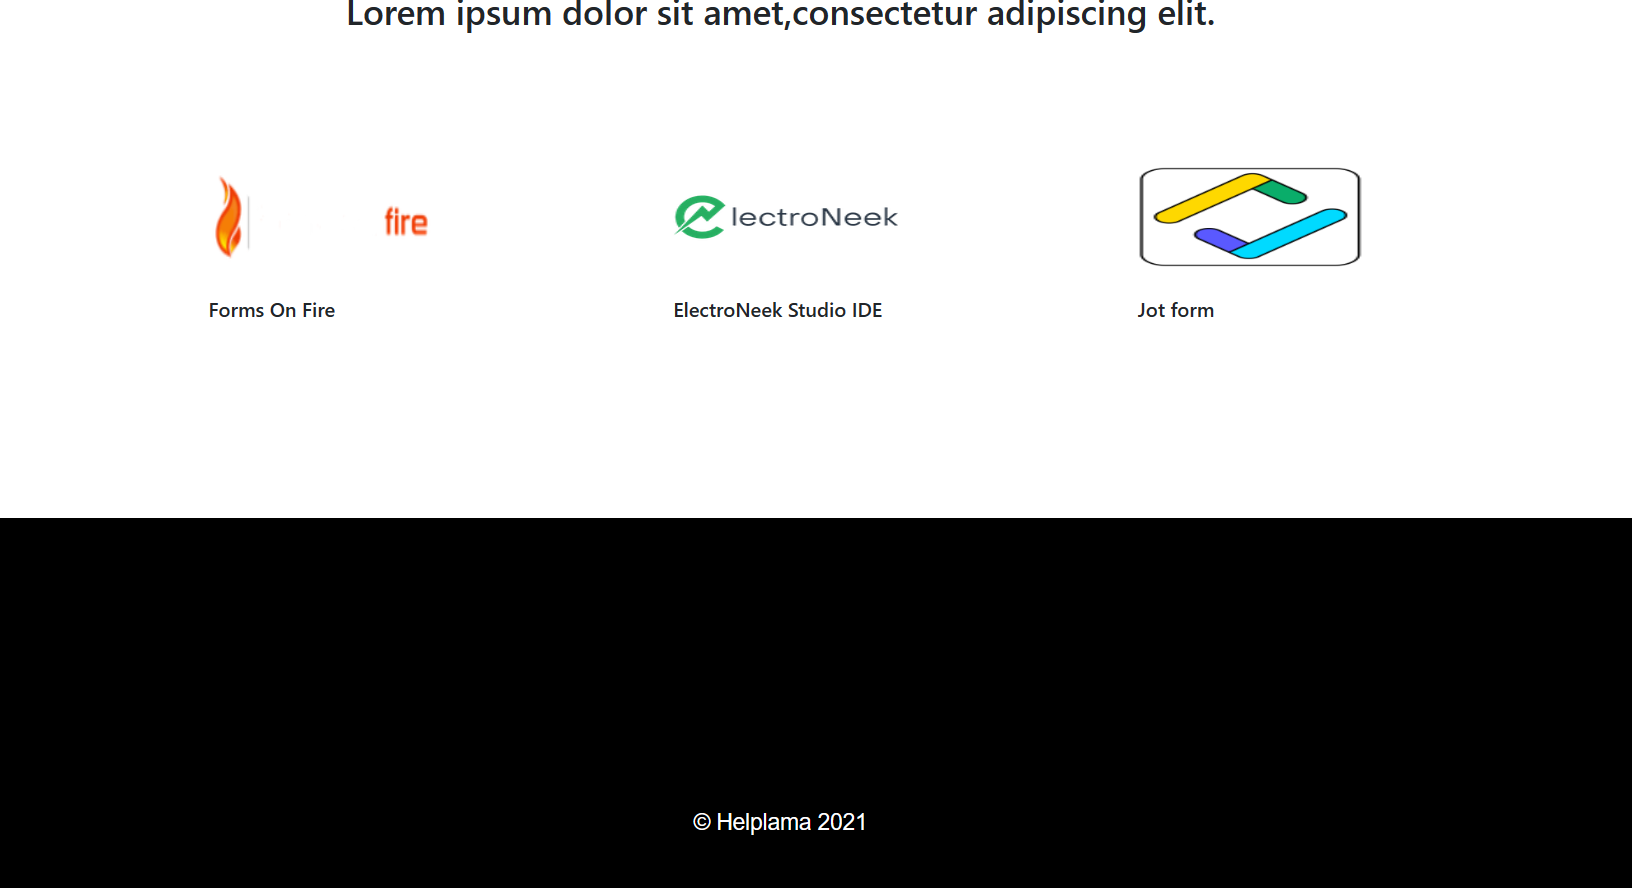 Lorem ipsum dolor sit amet,consectetur adipiscing elit.
fire
lectroNeek
Forms On Fire
ElectroNeek Studio IDE
Jot form
© Helplama 2021